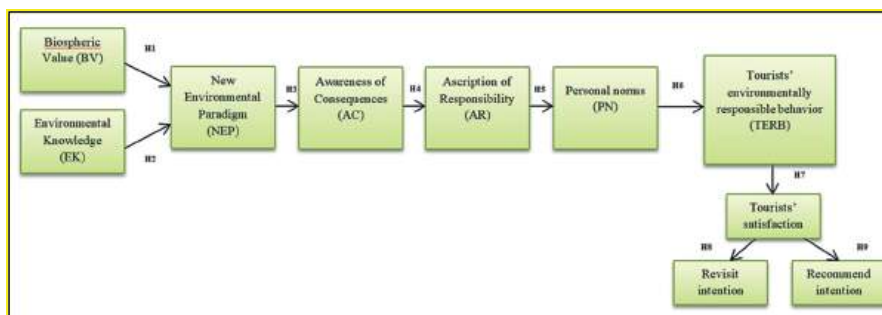 Biospheric
Value (BV)
H1
Environmental
Knowledge
(EK)
H2
New
Environmental
Paradigm
(NEP)
H3
Awareness of
Consequences
(AC)
H4
Ascription of
Responsibility
(AR)
H5
Personal norms
(PN)
H6
Tourists'
environmentally
responsible behavior
(TERB)
H7
Tourists'
satisfaction
H8
H9
Revisit
intention
Recommend
intention